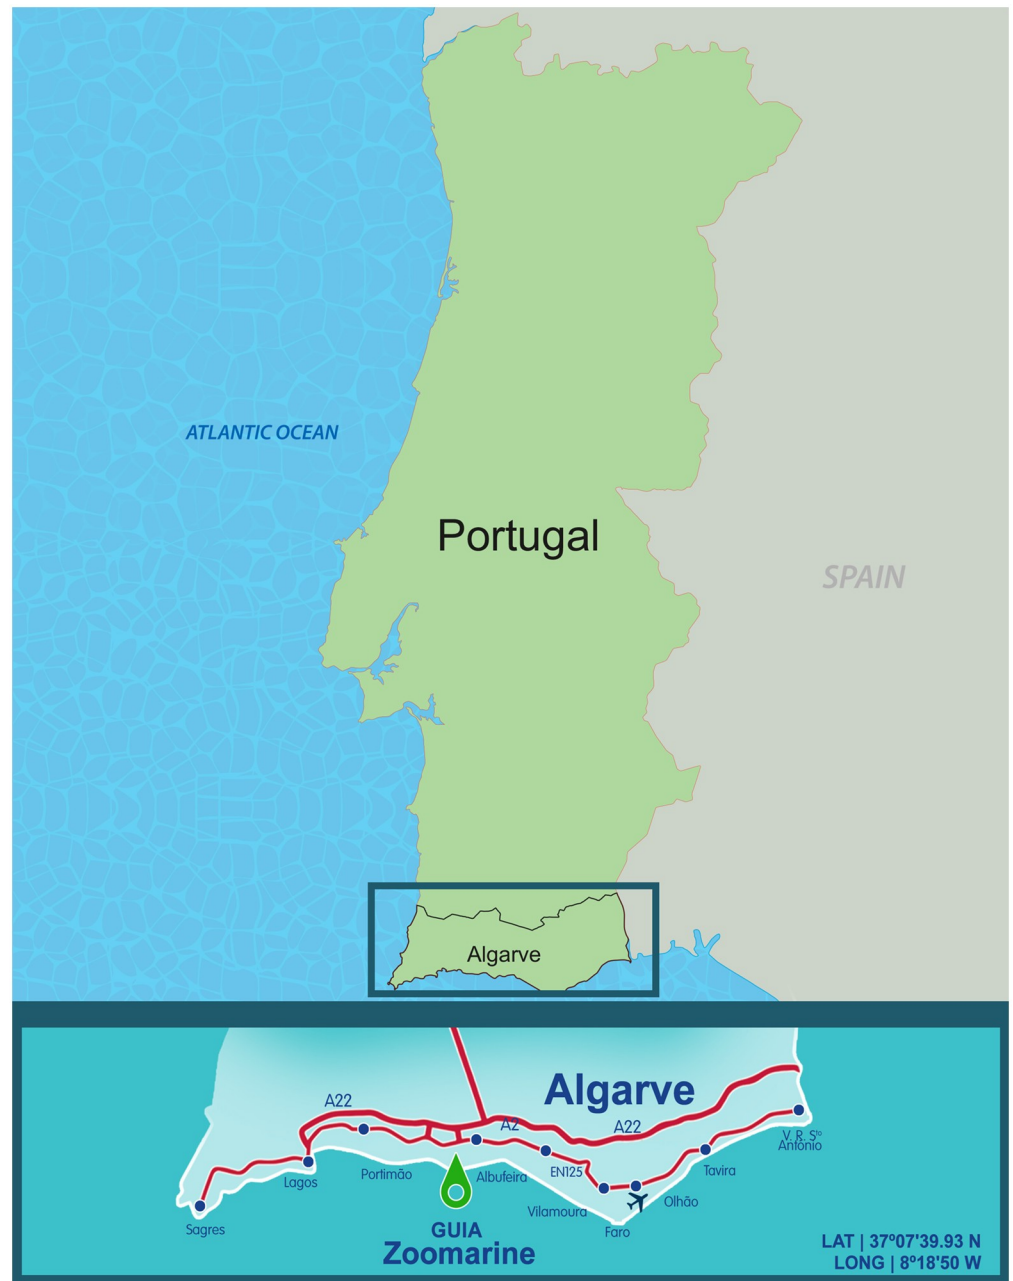 ATLANTIC OCEAN
Portugal
SPAIN
Algarve
Algarve
A22
A2
A22
V. R. Sto
António
Portimão
Albufeira
EN125
Tavira
Lagos
Olhão
Vilamoura
Sagres
Faro
GUIA
Zoomarine
LAT | 37º07'39.93 N
LONG | 8º18'50 W